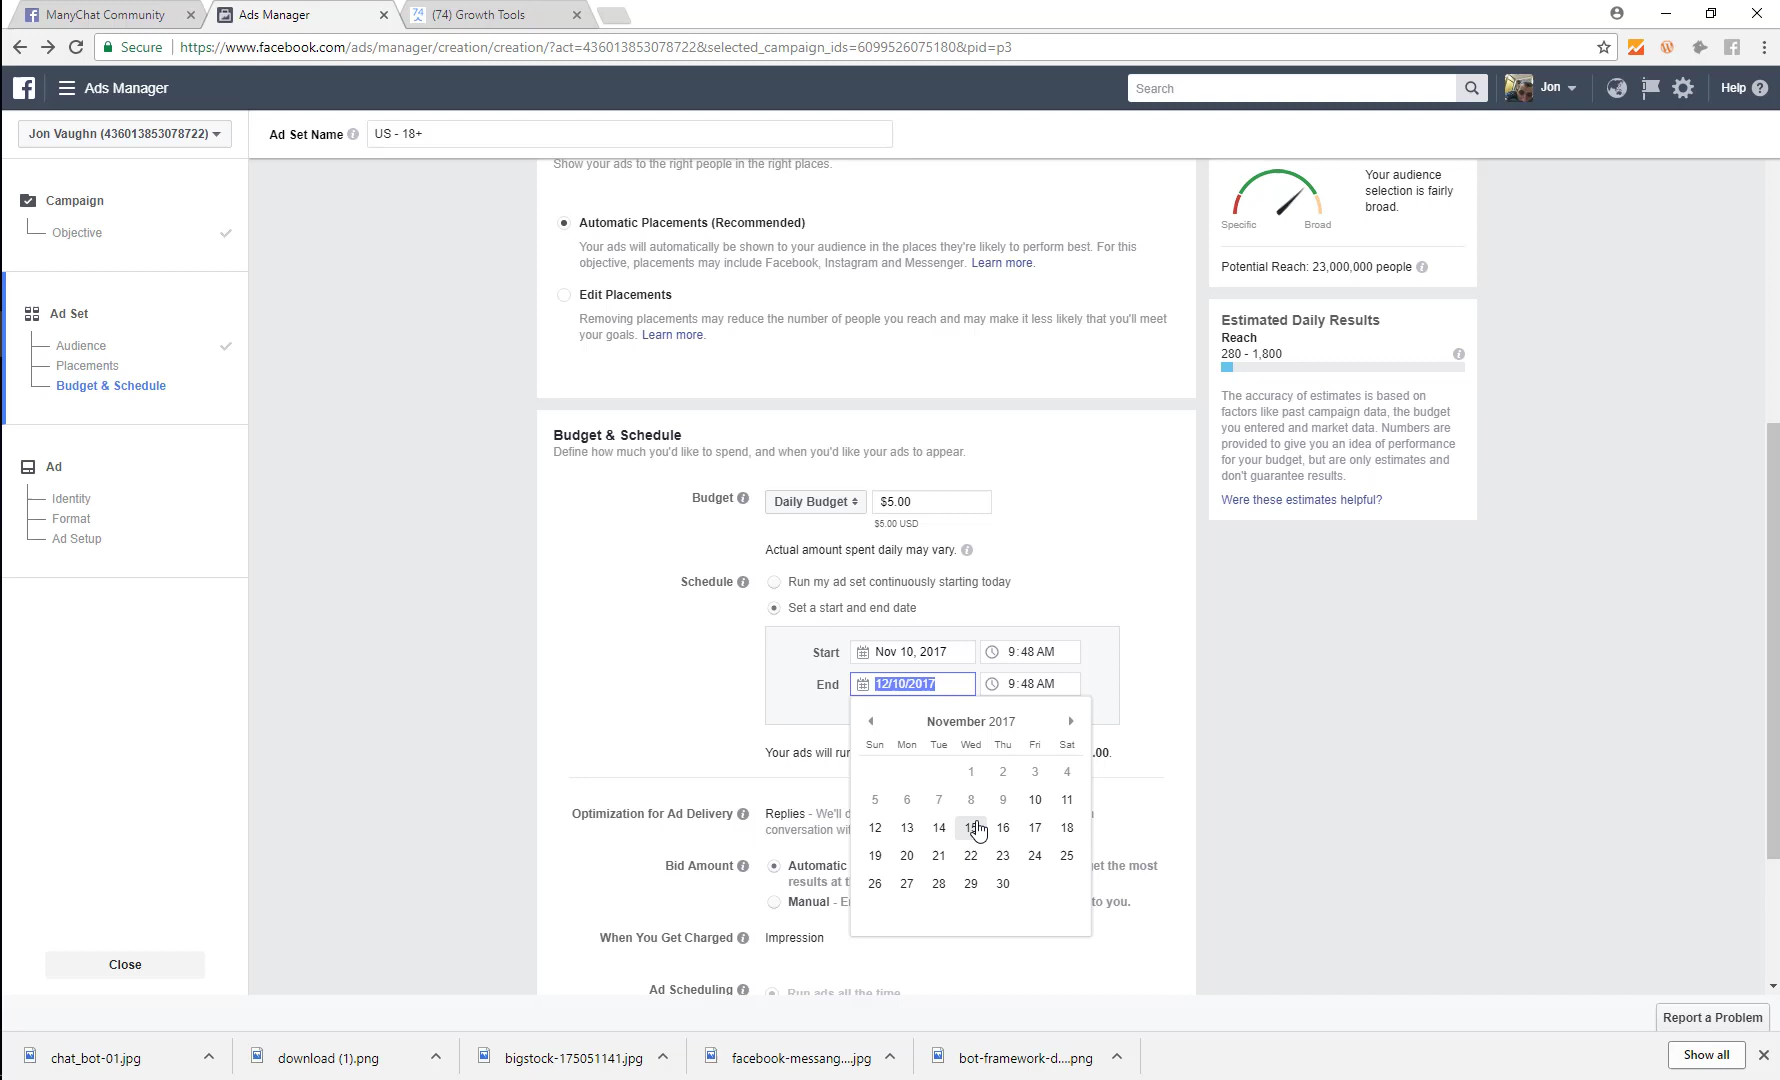 ManyChat Community
Ads Manager
(74) Growth Tools
Secure
https://www.facebook.com/ads/manager/creation/creation/?act=436013853078722&selected_campaign_ids=6099526075180&pid=p3
Ads Manager
Search
Jon
Help
Jon Vaughn (436013853078722)
Ad Set Name
US - 18+
Campaign
Objective
Ad Set
Audience
Placements
Budget & Schedule
Ad
Identity
Format
Ad Setup
Close
Show your ads to the right people in the right places.
Automatic Placements (Recommended)
Your ads will automatically be shown to your audience in the places they're likely to perform best. For this
objective, placements may include Facebook, Instagram and Messenger. Learn more.
Edit Placements
Removing placements may reduce the number of people you reach and may make it less likely that you'll meet
your goals. Learn more.
Budget & Schedule
Define how much you'd like to spend, and when you'd like your ads to appear.
Budget
Daily Budget
$5.00
$5.00 USD
Actual amount spent daily may vary.
Schedule
Run my ad set continuously starting today
Set a start and end date
Start
Nov 10, 2017
9:48 AM
End
12/10/2017
9:48 AM
November 2017
Sun Mon Tue Wed Thu Fri Sat
1 2 3 4
5 6 7 8 9 10 11
12 13 14 15 16 17 18
19 20 21 22 23 24 25
26 27 28 29 30
Your ads will run
.00.
Optimization for Ad Delivery
Replies - We'll
conversation
Bid Amount
Automatic
get the most
results at
Manual -
to you.
When You Get Charged
Impression
Ad Scheduling
Run ads all the time
Specific
Broad
Your audience
selection is fairly
broad.
Potential Reach: 23,000,000 people
Estimated Daily Results
Reach
280 - 1,800
The accuracy of estimates is based on
factors like past campaign data, the budget
you entered and market data. Numbers are
provided to give you an idea of performance
for your budget, but are only estimates and
don't guarantee results.
Were these estimates helpful?
Report a Problem
chat_bot-01.jpg
download (1).png
bigstock-175051141.jpg
facebook-messang....jpg
bot-framework-d....png
Show all